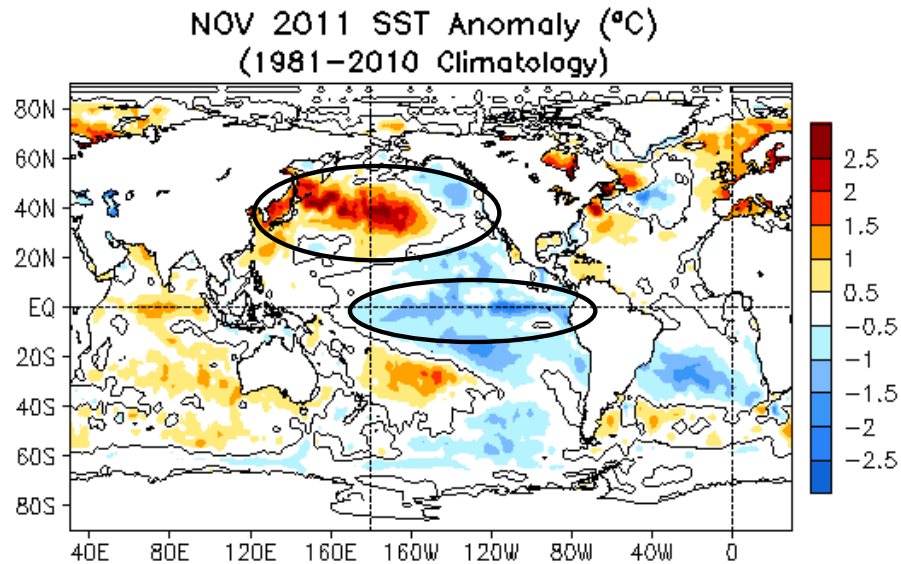 NOV 2011 SST Anomaly (°C)
(1981-2010 Climatology)
80N
60N
40N
20N
EQ
20S
40S
60S
80S
40E 80E 120E 160E 160W 120W 80W 40W 0
2.5
2
1.5
1
0.5
-0.5
-1
-1.5
-2
-2.5